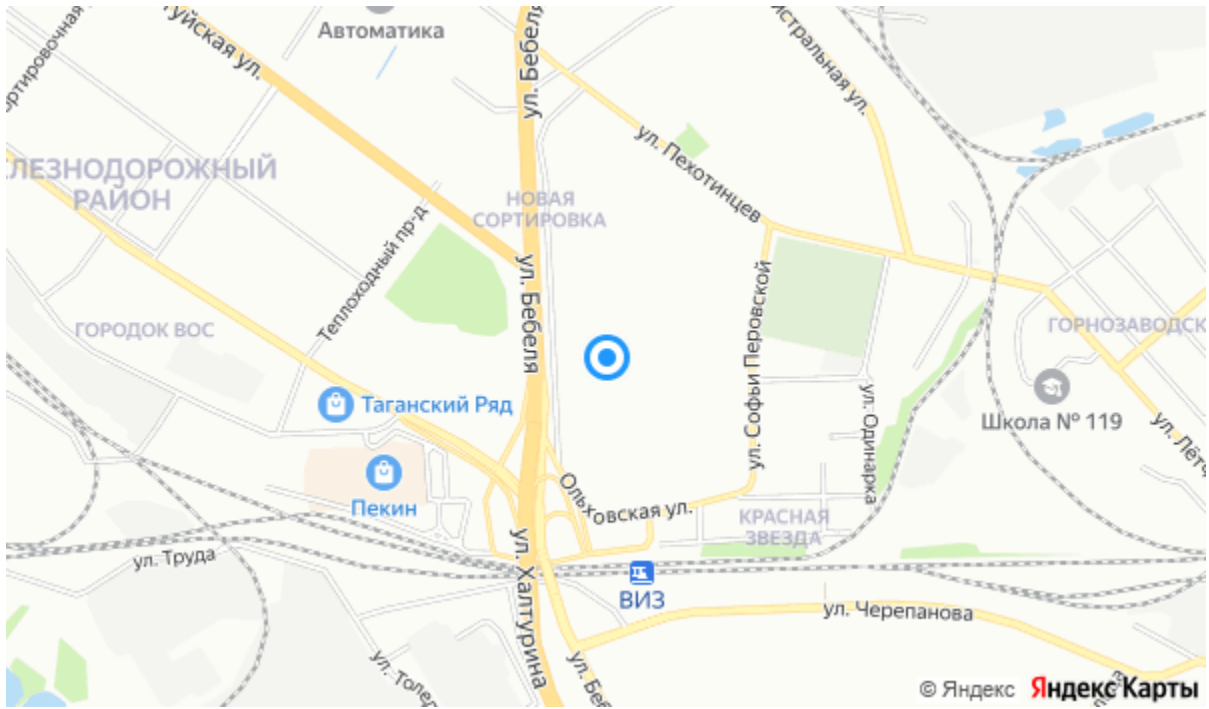 Автоматика
ул. Бебеля
ул. Пехотинцев
НОВАЯ
СОРТИРОВКА
РАЙОН
Теплоходный пр-д
ул. Бебеля
ГОРОДОК ВОС
ул. Софьи Перовской
Таганский Ряд
ул. Одинарка
Школа № 119
Пекин
Ольховская ул.
КРАСНАЯ
ЗВЕЗДА
ул. Труда
ул. Халтурина
ВИЗ
ул. Черепанова
© Яндекс Яндекс Карты